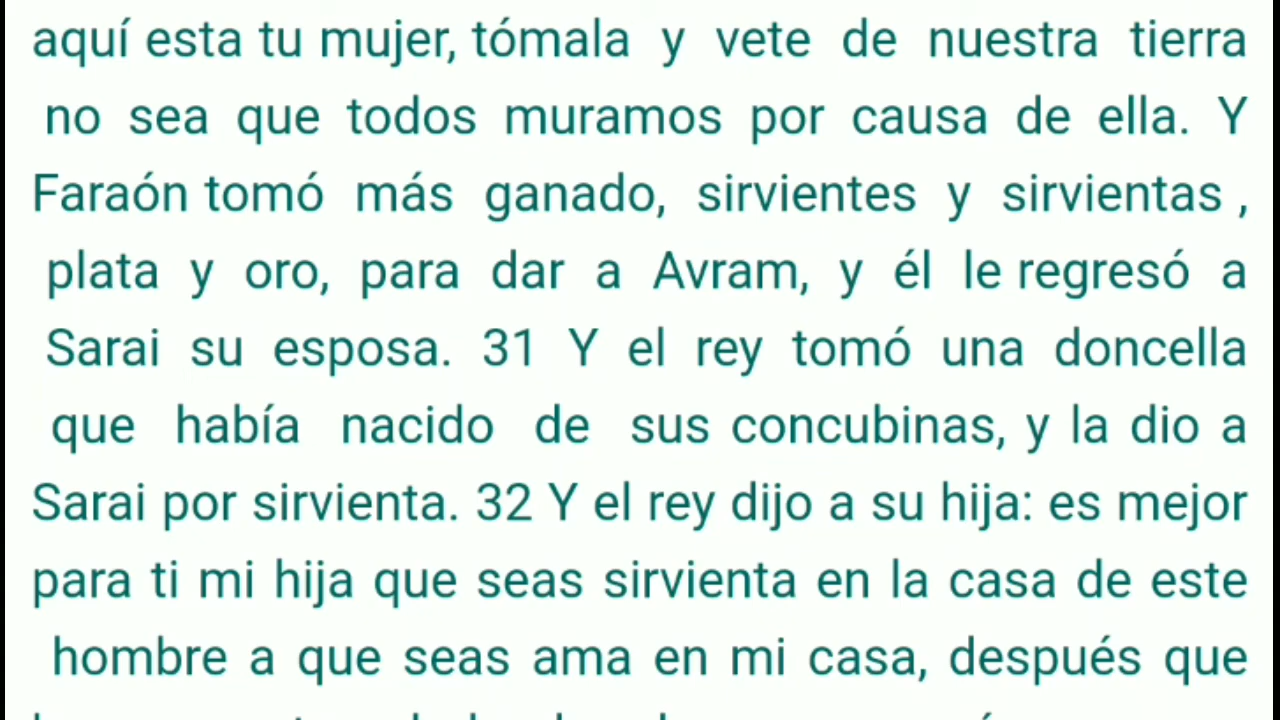 aquí esta tu mujer, tómala y vete de nuestra tierra
no sea que todos muramos por causa de ella. Y
Faraón tomó más ganado, sirvientes y sirvientas ,
plata y oro, para dar a Avram, y él le regresó a
Sarai su esposa. 31 Y el rey tomó una doncella
que había nacido de sus concubinas, y la dio a
Sarai por sirvienta. 32 Y el rey dijo a su hija: es mejor
para ti mi hija que seas sirvienta en la casa de este
hombre a que seas ama en mi casa, después que